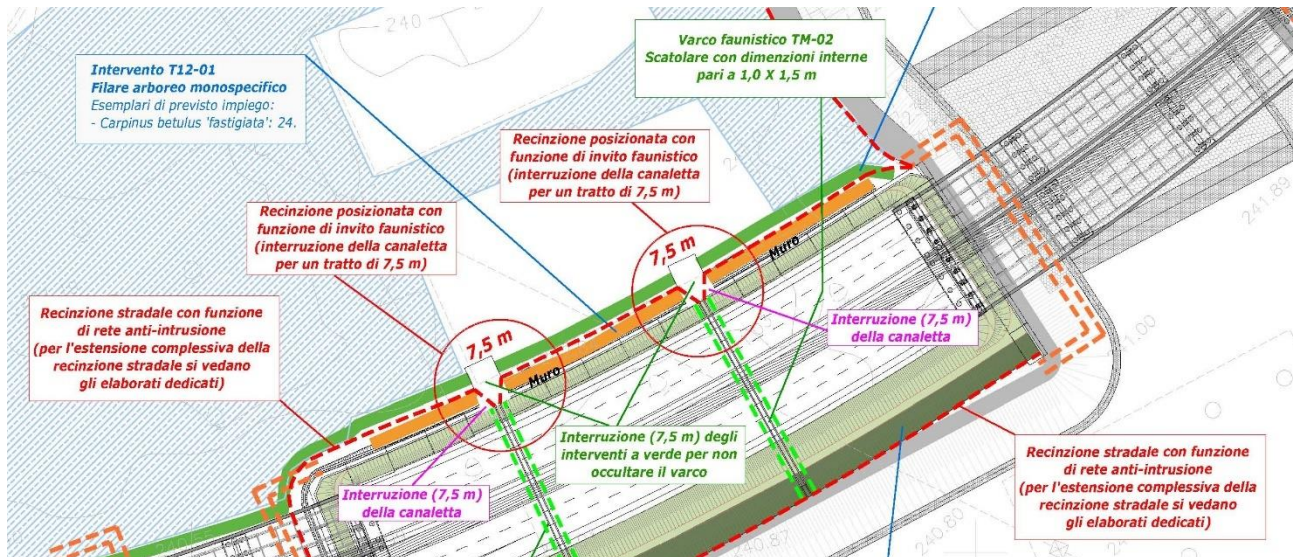 240
Intervento T12-01
Filare arboreo monospecifico
Esemplari di previsto impiego:
- Carpinus betulus 'fastigiata': 24.
Varco faunistico TM-02
Scatolare con dimensioni interne
pari a 1,0 X 1,5 m
Recinzione posizionata con
funzione di invito faunistico
(interruzione della canaletta
per un tratto di 7,5 m)
Recinzione posizionata con
funzione di invito faunistico
(interruzione della canaletta
per un tratto di 7,5 m)
Recinzione stradale con funzione
di rete anti-intrusione
(per l'estensione complessiva della
recinzione stradale si vedano
gli elaborati dedicati)
7,5 m
7,5 m
Muro
Muro
241.89
Interruzione (7,5 m)
della canaletta
Interruzione (7,5 m) degli
interventi a verde per non
occultare il varco
Interruzione (7,5 m)
della canaletta
Recinzione stradale con funzione
di rete anti-intrusione
(per l'estensione complessiva della
recinzione stradale si vedano
gli elaborati dedicati)
240.80
240.87